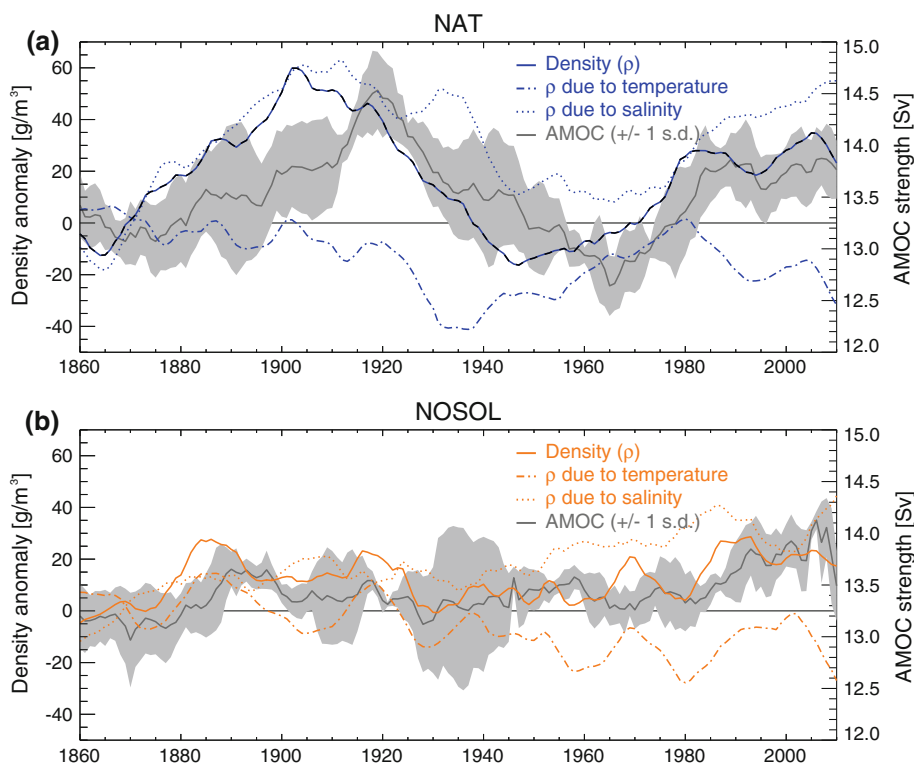 NAT
(a)
Density anomaly [g/m³]
60
40
20
0
-20
-40
Density (ρ)
ρ due to temperature
ρ due to salinity
AMOC (+/- 1 s.d.)
15.0
14.5
14.0
13.5
13.0
12.5
12.0
AMOC strength [Sv]
1860 1880 1900 1920 1940 1960 1980 2000
NOSOL
(b)
Density anomaly [g/m³]
60
40
20
0
-20
-40
Density (ρ)
ρ due to temperature
ρ due to salinity
AMOC (+/- 1 s.d.)
15.0
14.5
14.0
13.5
13.0
12.5
12.0
AMOC strength [Sv]
1860 1880 1900 1920 1940 1960 1980 2000